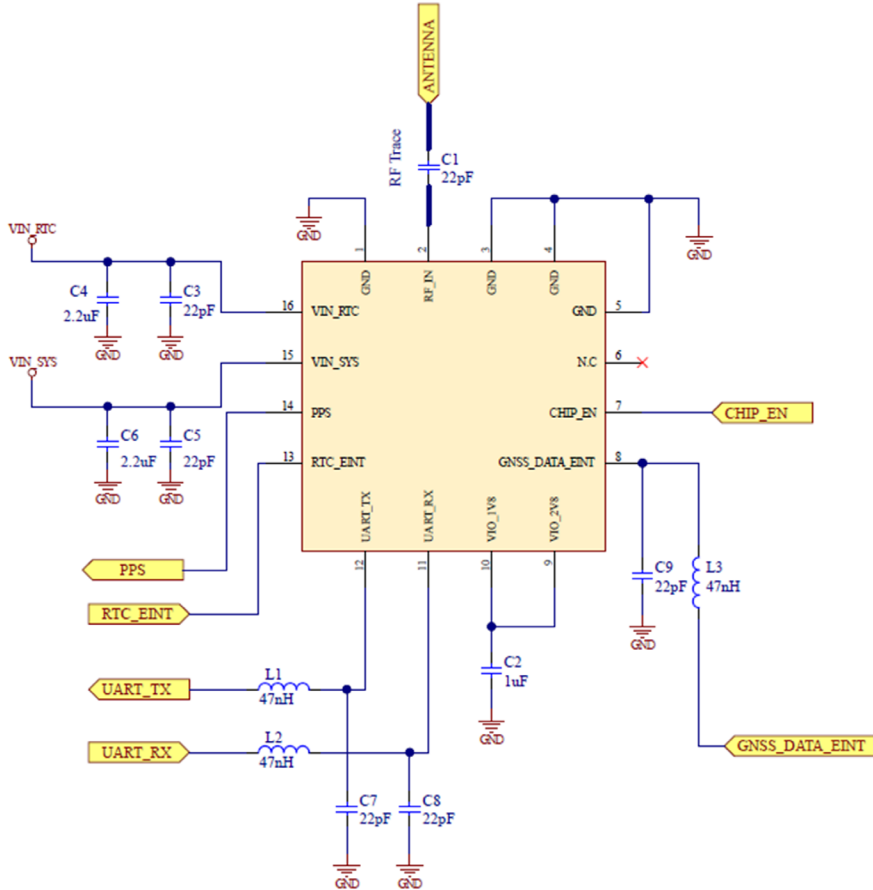 ANTENNA
RF Trace
C1
22pF
GND
GND
VIN_RTC
C4
2.2uF
C3
22pF
GND
GND
1
2
3
4
GND
RF_IN
GND
GND
16
VIN_RTC
GND
5
VIN_SYS
15
VIN_SYS
N.C
6
14
PPS
CHIP_EN
7
CHIP_EN
C6
2.2uF
C5
22pF
GND
GND
13
RTC_EINT
GNSS_DATA_EINT
8
UART_TX
UART_RX
VIO_1V8
VIO_2V8
12
11
10
9
PPS
RTC_EINT
C9
22pF
GND
L3
47nH
C2
1uF
GND
UART_TX
L1
47nH
UART_RX
L2
47nH
GNSS_DATA_EINT
C7
22pF
C8
22pF
GND
GND